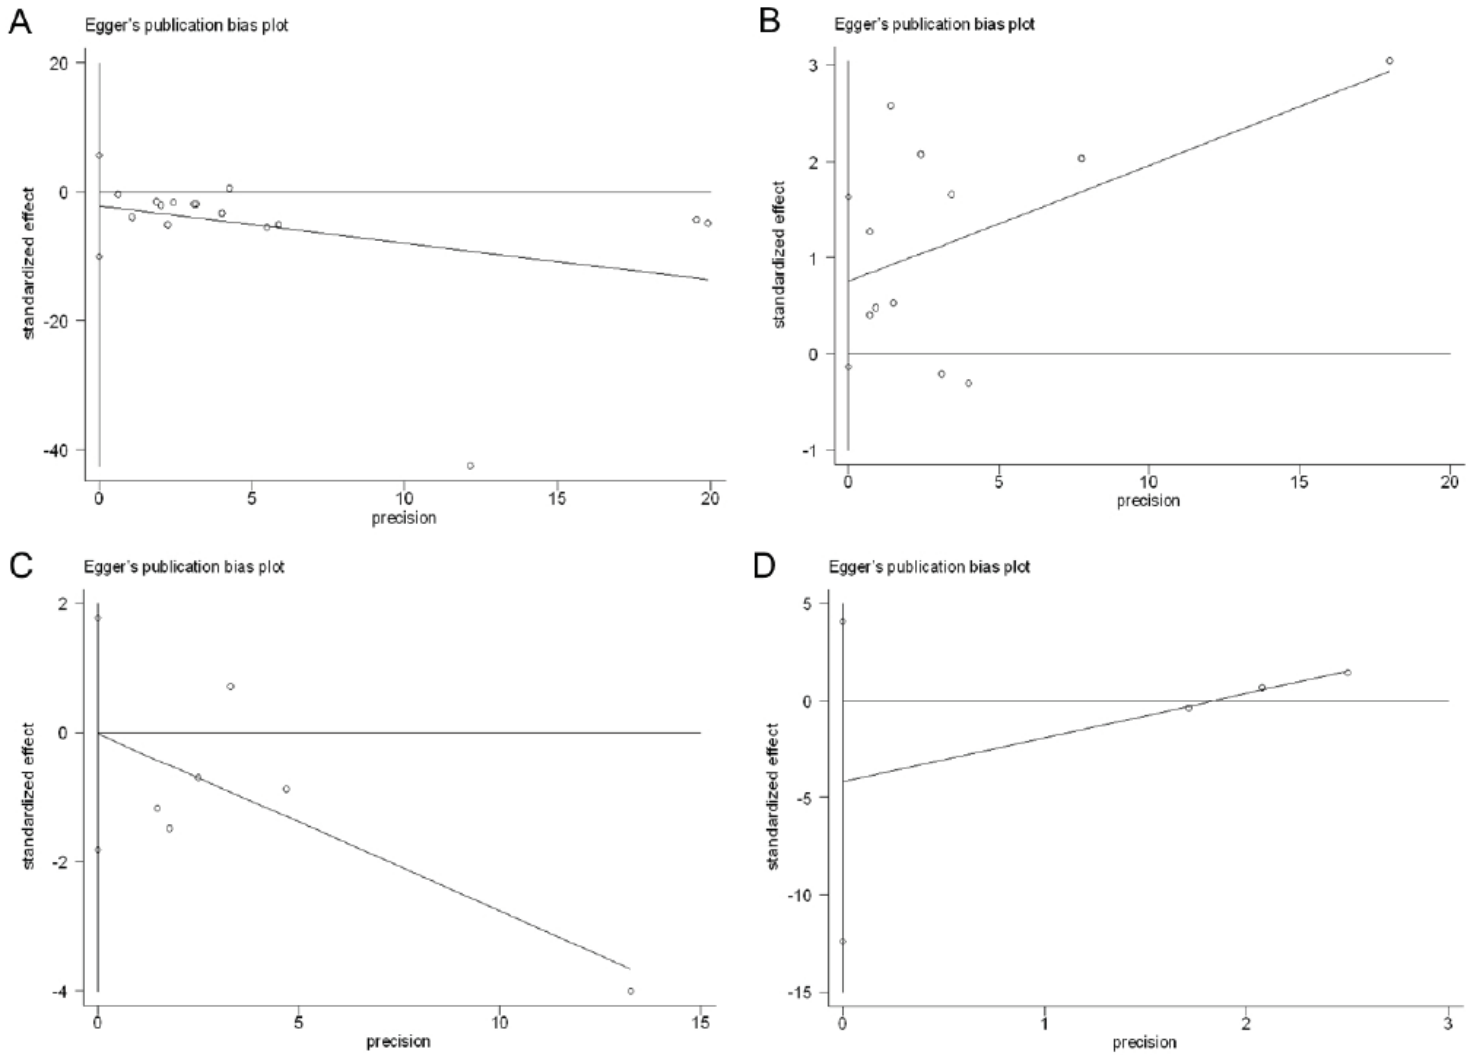 A
Egger's publication bias plot
20
0
-20
-40
standardized effect
0 5 10 15 20
precision
B
Egger's publication bias plot
3
2
1
0
-1
standardized effect
0 5 10 15 20
precision
C
Egger's publication bias plot
2
0
-2
-4
standardized effect
0 5 10 15
precision
D
Egger's publication bias plot
5
0
-5
-10
-15
standardized effect
0 1 2 3
precision